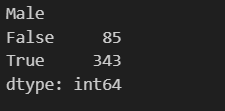 Male
False     85
True     343
dtype: int64